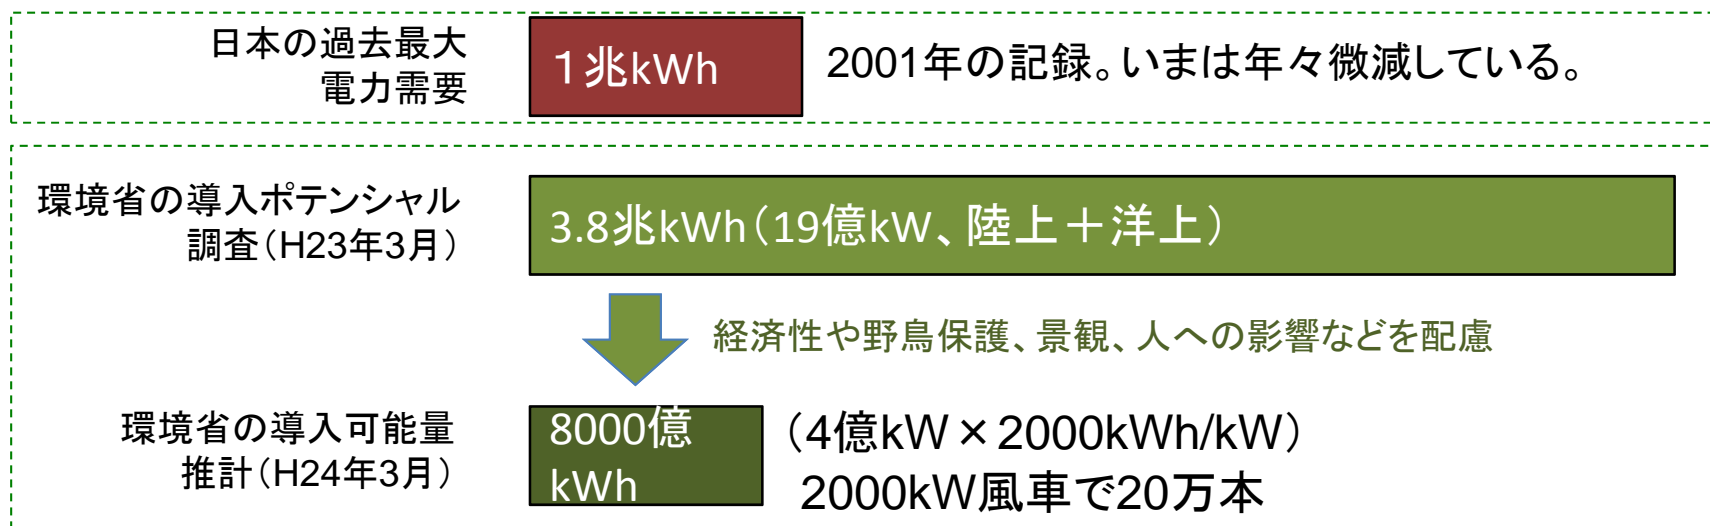 日本の過去最大
電力需要
１兆kWh
2001年の記録。いまは年々微減している。
環境省の導入ポテンシャル
調査（H23年3月）
3.8兆kWh（19億kW、陸上＋洋上）
経済性や野鳥保護、景観、人への影響などを配慮
環境省の導入可能量
推計（H24年3月）
8000億
kWh
（4億kW×2000kWh/kW）
2000kW風車で20万本